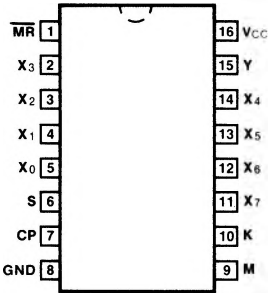 M̅R̅ 1 16 VCC
X3 2 15 Y
X2 3 14 X4
X1 4 13 X5
X0 5 12 X6
S 6 11 X7
CP 7 10 K
GND 8 9 M